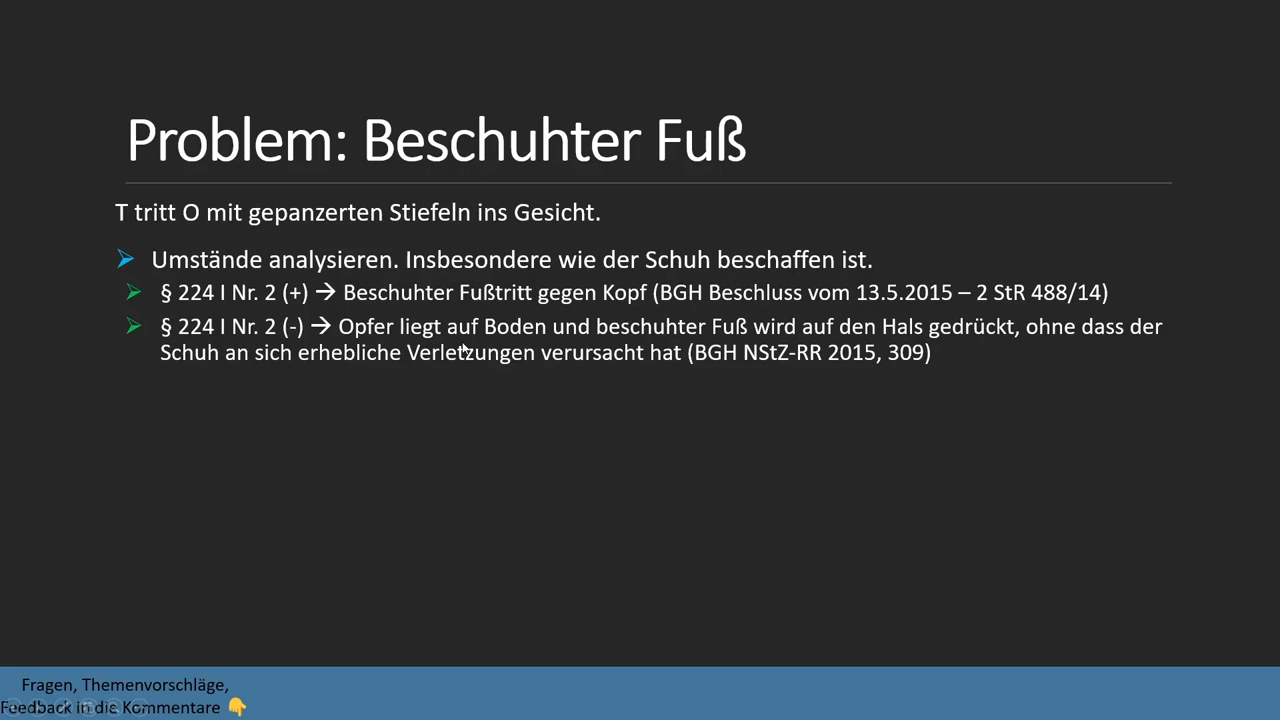 Problem: Beschuhter Fuß
T tritt O mit gepanzerten Stiefeln ins Gesicht.
Umstände analysieren. Insbesondere wie der Schuh beschaffen ist.
§ 224 I Nr. 2 (+) → Beschuhter Fußtritt gegen Kopf (BGH Beschluss vom 13.5.2015 – 2 StR 488/14)
§ 224 I Nr. 2 (-) → Opfer liegt auf Boden und beschuhter Fuß wird auf den Hals gedrückt, ohne dass der
Schuh an sich erhebliche Verletzungen verursacht hat (BGH NStZ-RR 2015, 309)
Fragen, Themenvorschläge,
Feedback in die Kommentare 👇